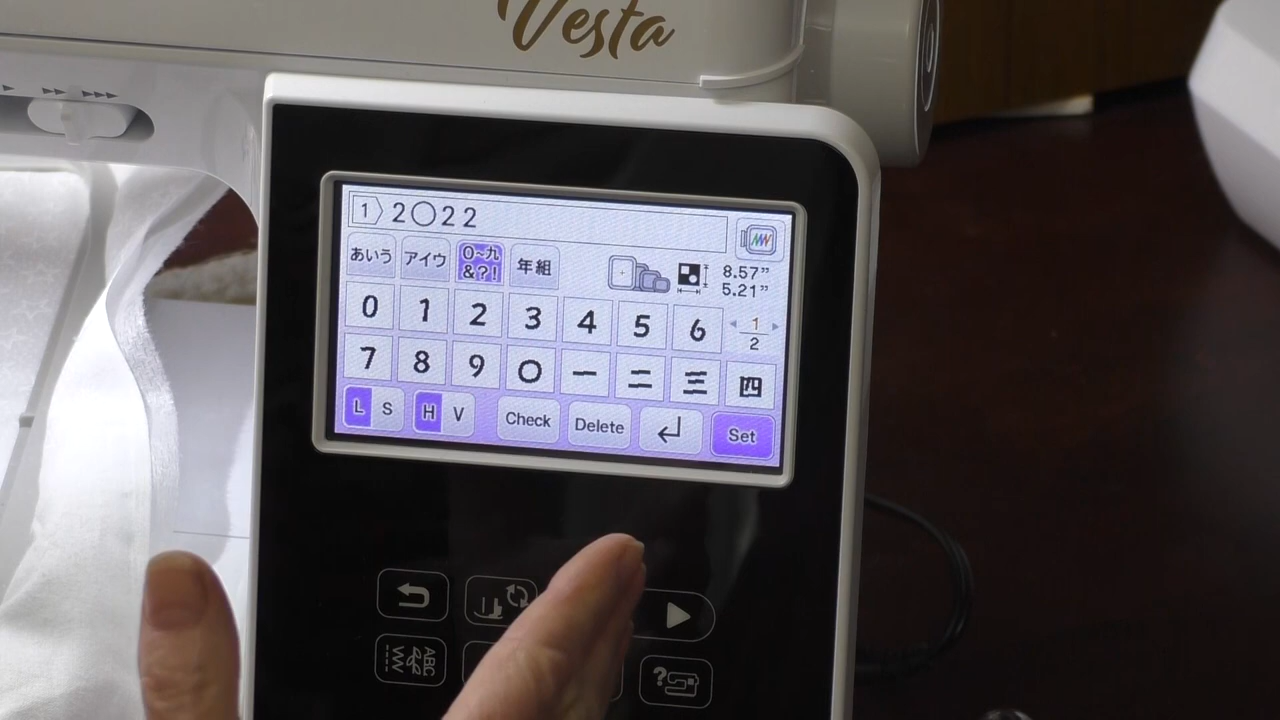 Vesta
1 2〇22
あいう アイウ 0~九&?! 年組 8.57" 5.21"
0 1 2 3 4 5 6 1/2
7 8 9 〇 一 二 三 四
L S H V Check Delete ↵ Set
ABC
?